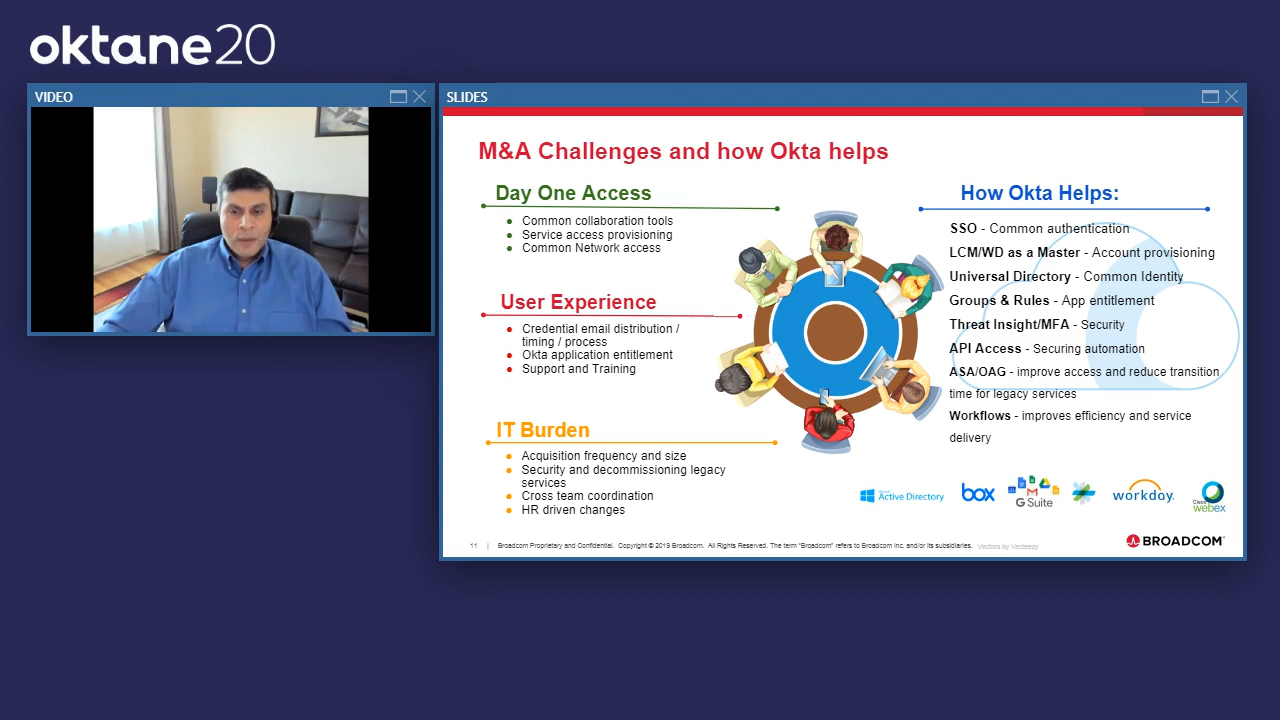 oktane20
VIDEO
SLIDES
M&A Challenges and how Okta helps
Day One Access
● Common collaboration tools
● Service access provisioning
● Common Network access
User Experience
● Credential email distribution /
timing / process
● Okta application entitlement
● Support and Training
IT Burden
● Acquisition frequency and size
● Security and decommissioning legacy
services
● Cross team coordination
● HR driven changes
How Okta Helps:
SSO - Common authentication
LCM/WD as a Master - Account provisioning
Universal Directory - Common Identity
Groups & Rules - App entitlement
Threat Insight/MFA - Security
API Access - Securing automation
ASA/OAG - improve access and reduce transition
time for legacy services
Workflows - improves efficiency and service
delivery
Active Directory
box
G Suite
workday.
Cisco
webex
11 | Broadcom Proprietary and Confidential. Copyright © 2019 Broadcom. All Rights Reserved. The term "Broadcom" refers to Broadcom Inc. and/or its subsidiaries. Vectors by Vecteezy
BROADCOM